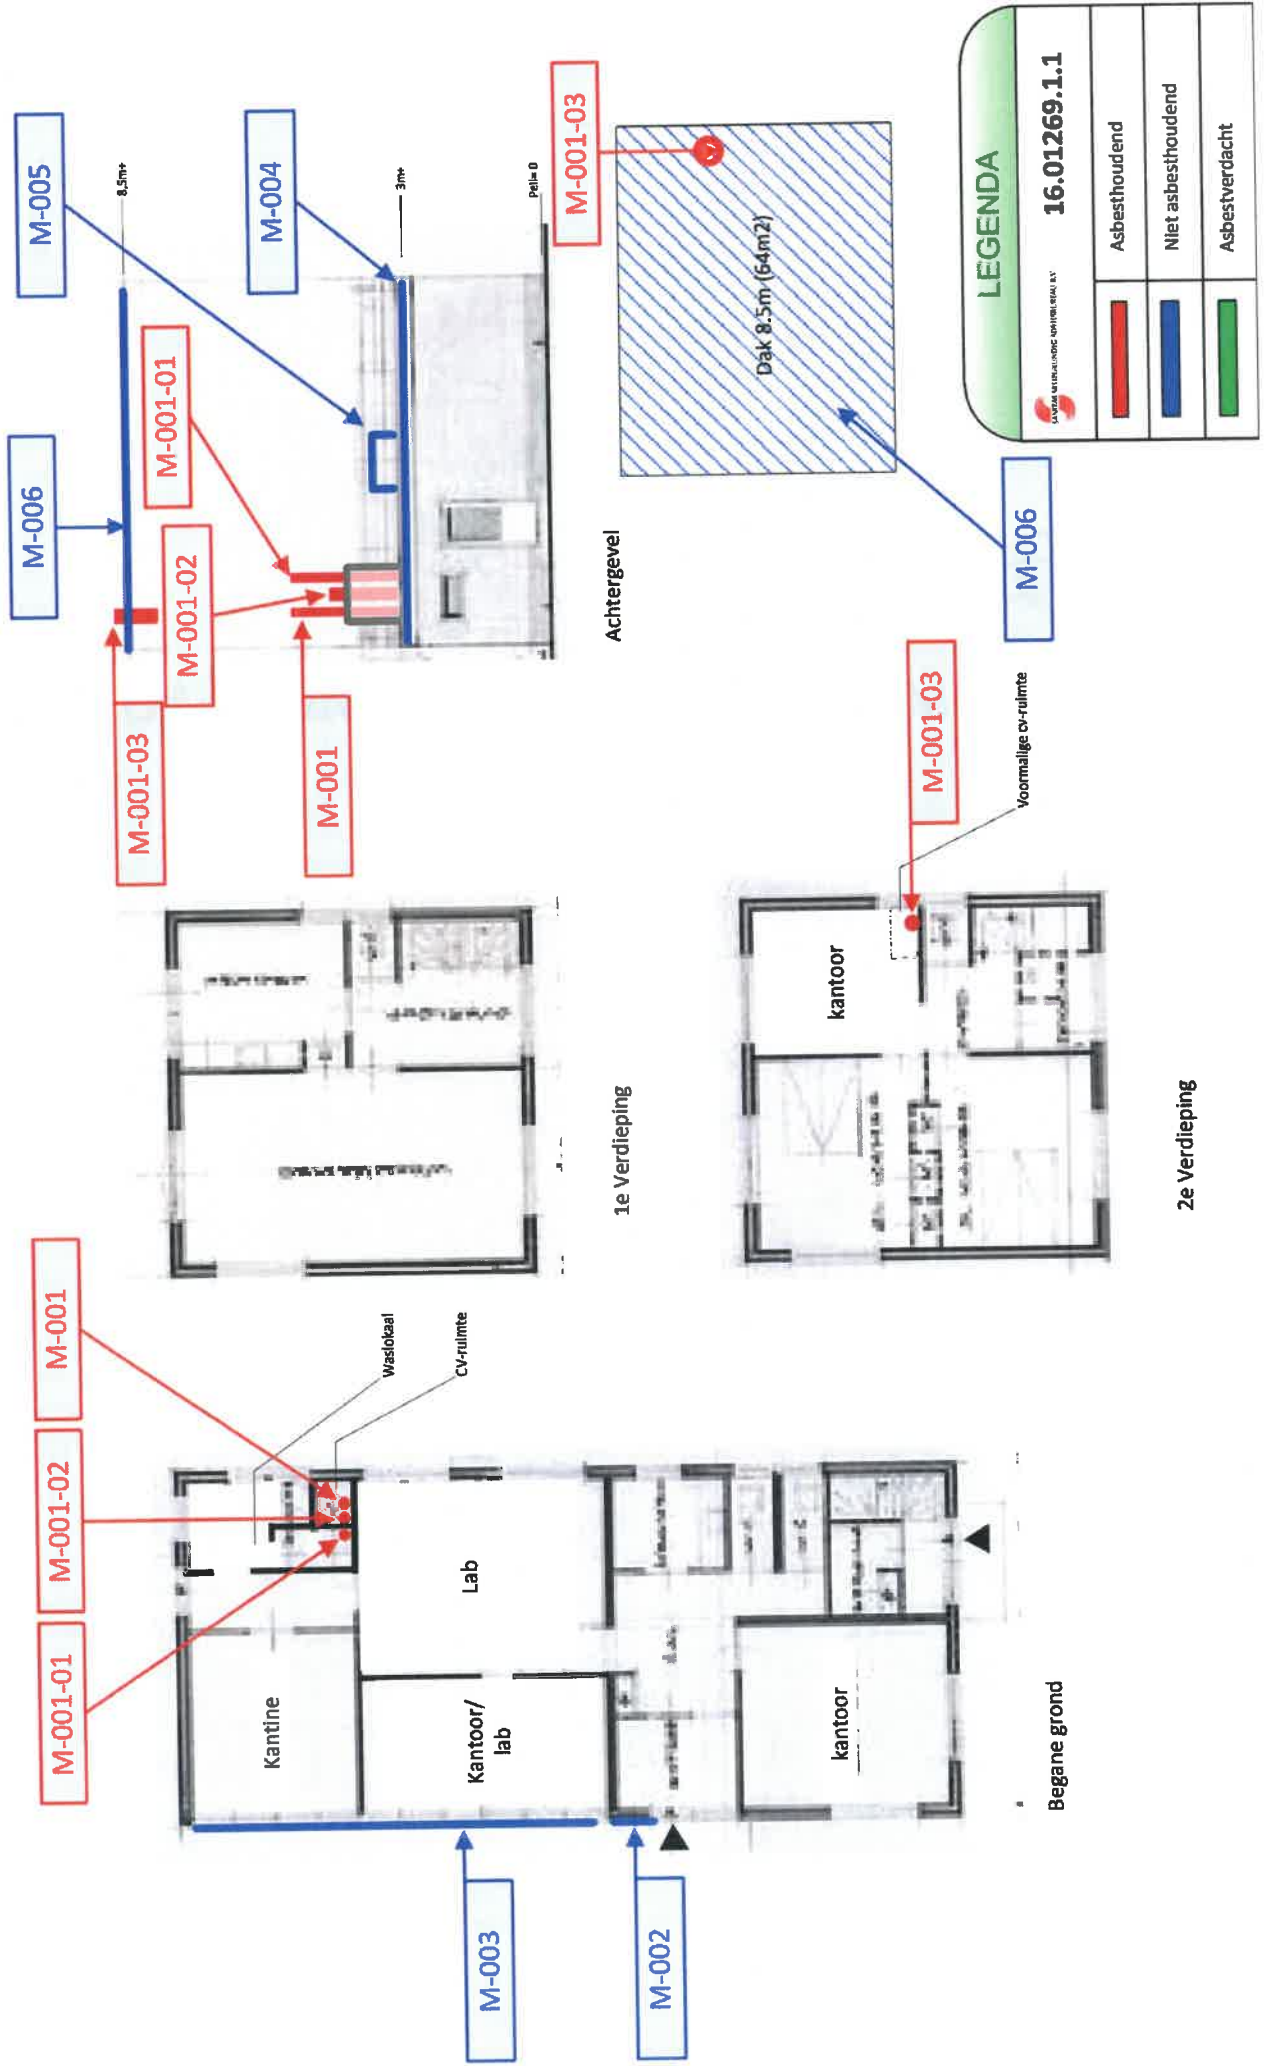 M-001-01
M-001-02
M-001
Waslokaal
CV-ruimte
Kantine
Kantoor/
lab
Lab
kantoor
M-003
M-002
Begane grond
1e Verdieping
kantoor
M-001-03
Voormalige cv-ruimte
2e Verdieping
M-006
M-005
M-001-03
M-001-02
M-001-01
M-004
M-001
8,5m+
3m+
Peil= 0
Achtergevel
M-001-03
Dak 8.5m (64m2)
M-006
LEGENDA
16.01269.1.1
Asbesthoudend
Niet asbesthoudend
Asbestverdacht